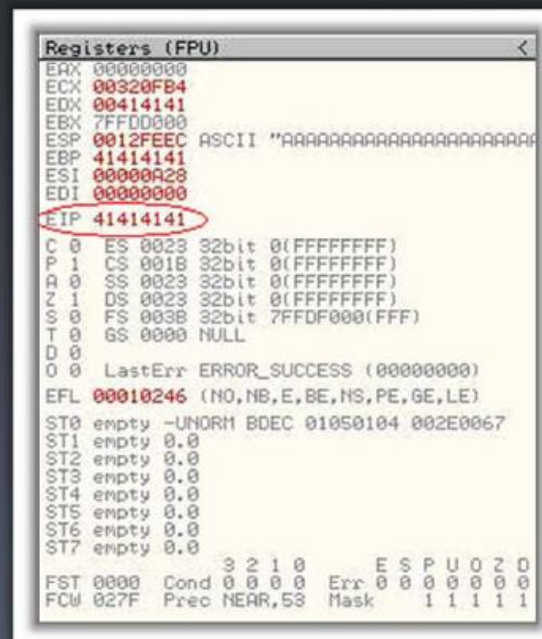 Registers (FPU) <
EAX 00000000
ECX 00320FB4
EDX 00414141
EBX 7FFDD000
ESP 0012FEEC ASCII "AAAAAAAAAAAAAAAAAAAAAAAA
EBP 41414141
ESI 00000A28
EDI 00000000
EIP 41414141
C 0 ES 0023 32bit 0(FFFFFFFF)
P 1 CS 001B 32bit 0(FFFFFFFF)
A 0 SS 0023 32bit 0(FFFFFFFF)
Z 1 DS 0023 32bit 0(FFFFFFFF)
S 0 FS 003B 32bit 7FFDF000(FFF)
T 0 GS 0000 NULL
D 0
O 0 LastErr ERROR_SUCCESS (00000000)
EFL 00010246 (NO,NB,E,BE,NS,PE,GE,LE)
ST0 empty -UNORM BDEC 01050104 002E0067
ST1 empty 0.0
ST2 empty 0.0
ST3 empty 0.0
ST4 empty 0.0
ST5 empty 0.0
ST6 empty 0.0
ST7 empty 0.0
3 2 1 0 E S P U O Z D
FST 0000 Cond 0 0 0 0 Err 0 0 0 0 0 0 0
FCW 027F Prec NEAR,53 Mask 1 1 1 1 1